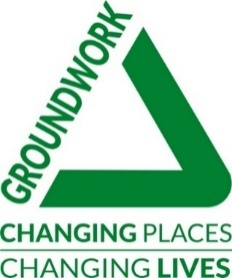 GROUNDWORK
CHANGING PLACES
CHANGING LIVES